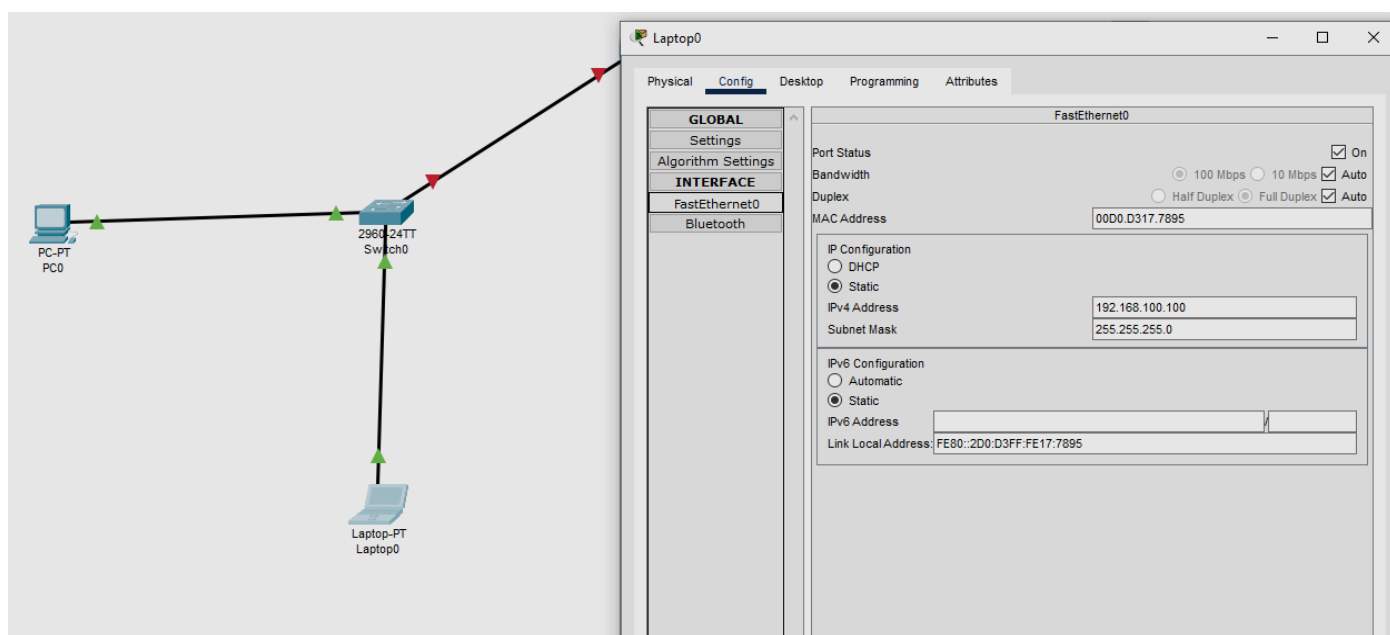 PC-PT
PC0
2960-24TT
Switch0
Laptop-PT
Laptop0
Laptop0
Physical Config Desktop Programming Attributes
GLOBAL
Settings
Algorithm Settings
INTERFACE
FastEthernet0
Bluetooth
FastEthernet0
Port Status On
Bandwidth 100 Mbps 10 Mbps Auto
Duplex Half Duplex Full Duplex Auto
MAC Address 00D0.D317.7895
IP Configuration
DHCP
Static
IPv4 Address 192.168.100.100
Subnet Mask 255.255.255.0
IPv6 Configuration
Automatic
Static
IPv6 Address /
Link Local Address: FE80::2D0:D3FF:FE17:7895